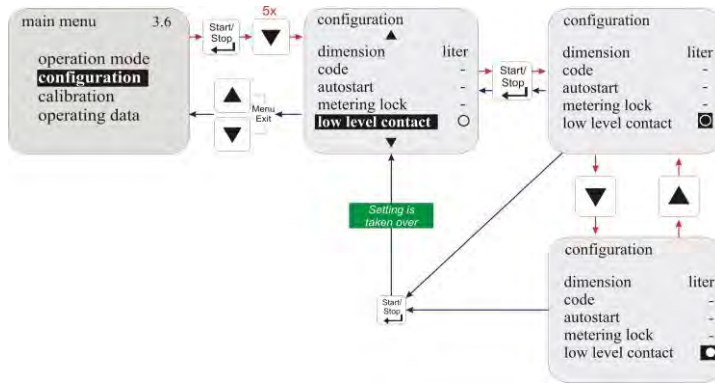 main menu 3.6
operation mode
configuration
calibration
operating data
Start/
Stop
5x
Menu
Exit
configuration
dimension liter
code -
autostart -
metering lock -
low level contact
Start/
Stop
configuration
dimension liter
code -
autostart -
metering lock -
low level contact
Setting is
taken over
Start/
Stop
configuration
dimension liter
code -
autostart -
metering lock -
low level contact